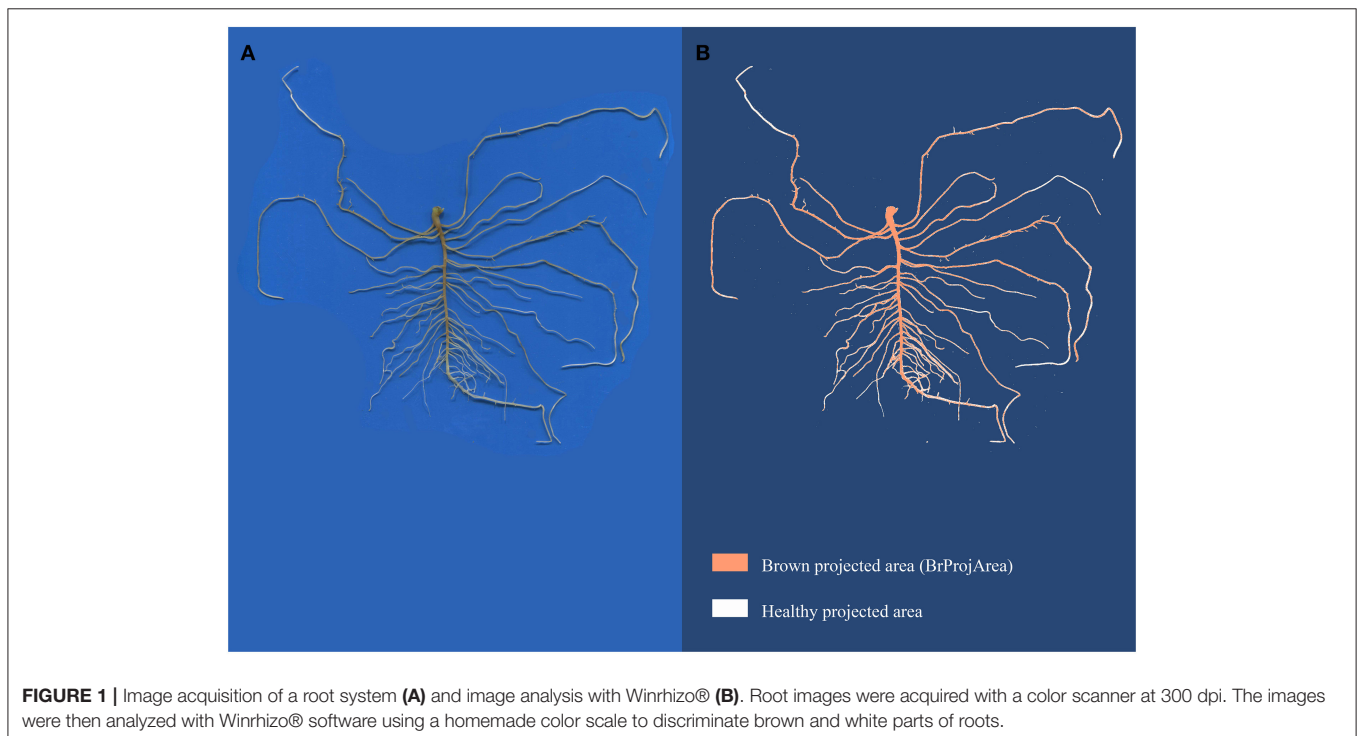 A
B
Brown projected area (BrProjArea)
Healthy projected area
FIGURE 1 | Image acquisition of a root system (A) and image analysis with Winrhizo® (B). Root images were acquired with a color scanner at 300 dpi. The images
were then analyzed with Winrhizo® software using a homemade color scale to discriminate brown and white parts of roots.